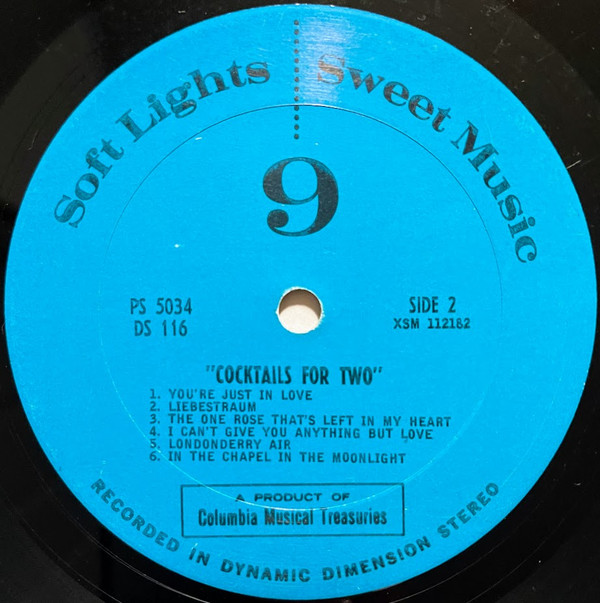 Soft Lights Sweet Music
9
PS 5034
DS 116
SIDE 2
XSM 112182
"COCKTAILS FOR TWO"
1. YOU'RE JUST IN LOVE
2. LIEBESTRAUM
3. THE ONE ROSE THAT'S LEFT IN MY HEART
4. I CAN'T GIVE YOU ANYTHING BUT LOVE
5. LONDONDERRY AIR
6. IN THE CHAPEL IN THE MOONLIGHT
A PRODUCT OF
Columbia Musical Treasuries
RECORDED IN DYNAMIC DIMENSION STEREO